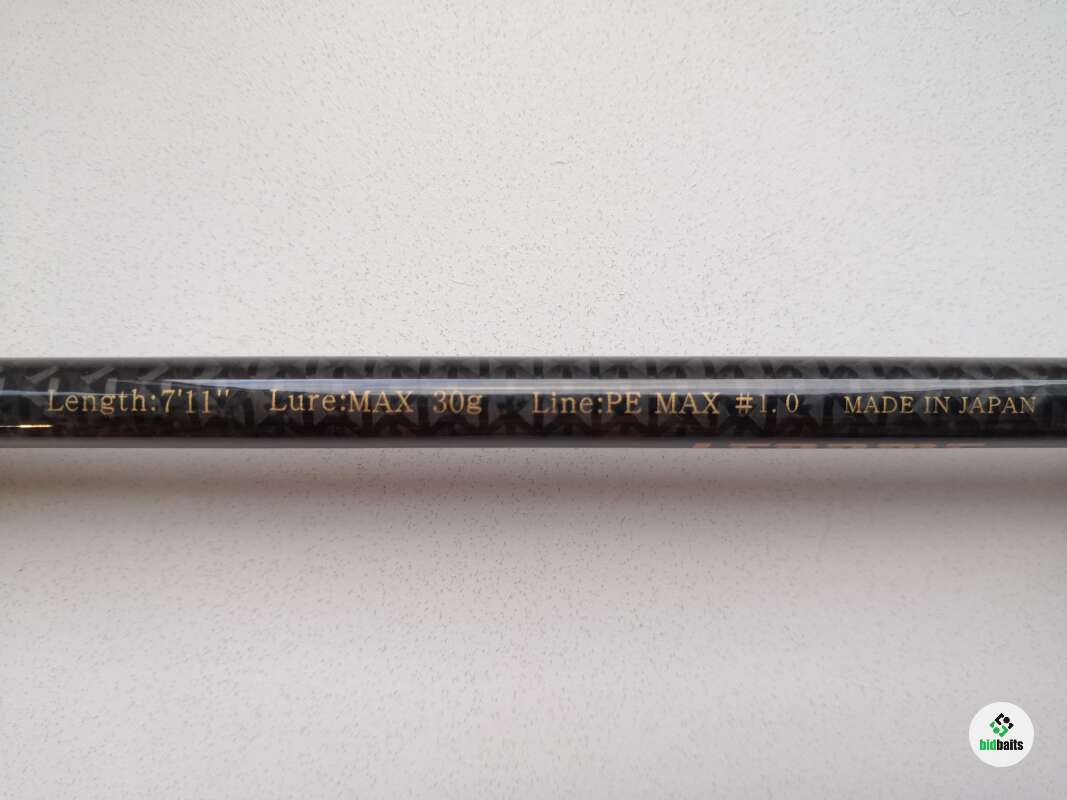 Length:7'11" Lure:MAX 30g Line:PE MAX #1.0 MADE IN JAPAN
bidbaits